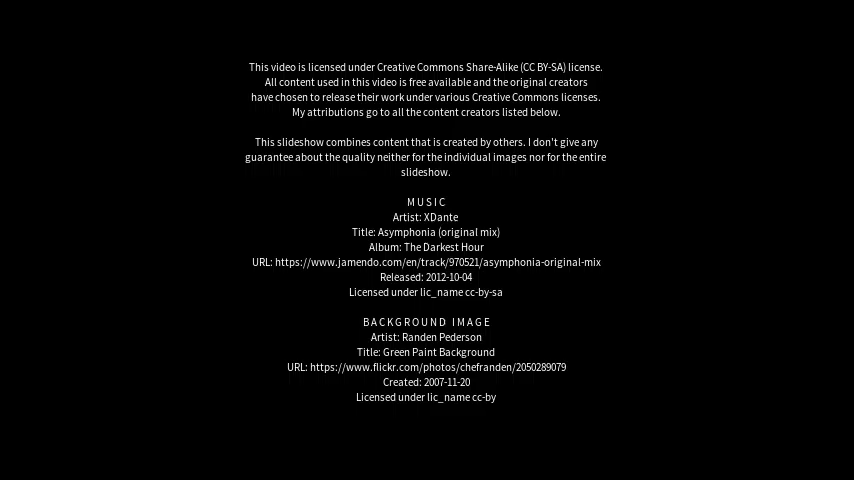 This video is licensed under Creative Commons Share-Alike (CC BY-SA) license.
All content used in this video is free available and the original creators
have chosen to release their work under various Creative Commons licenses.
My attributions go to all the content creators listed below.
This slideshow combines content that is created by others. I don't give any
guarantee about the quality neither for the individual images nor for the entire
slideshow.
MUSIC
Artist: XDante
Title: Asymphonia (original mix)
Album: The Darkest Hour
URL: https://www.jamendo.com/en/track/970521/asymphonia-original-mix
Released: 2012-10-04
Licensed under lic_name cc-by-sa
BACKGROUND IMAGE
Artist: Randen Pederson
Title: Green Paint Background
URL: https://www.flickr.com/photos/chefranden/2050289079
Created: 2007-11-20
Licensed under lic_name cc-by